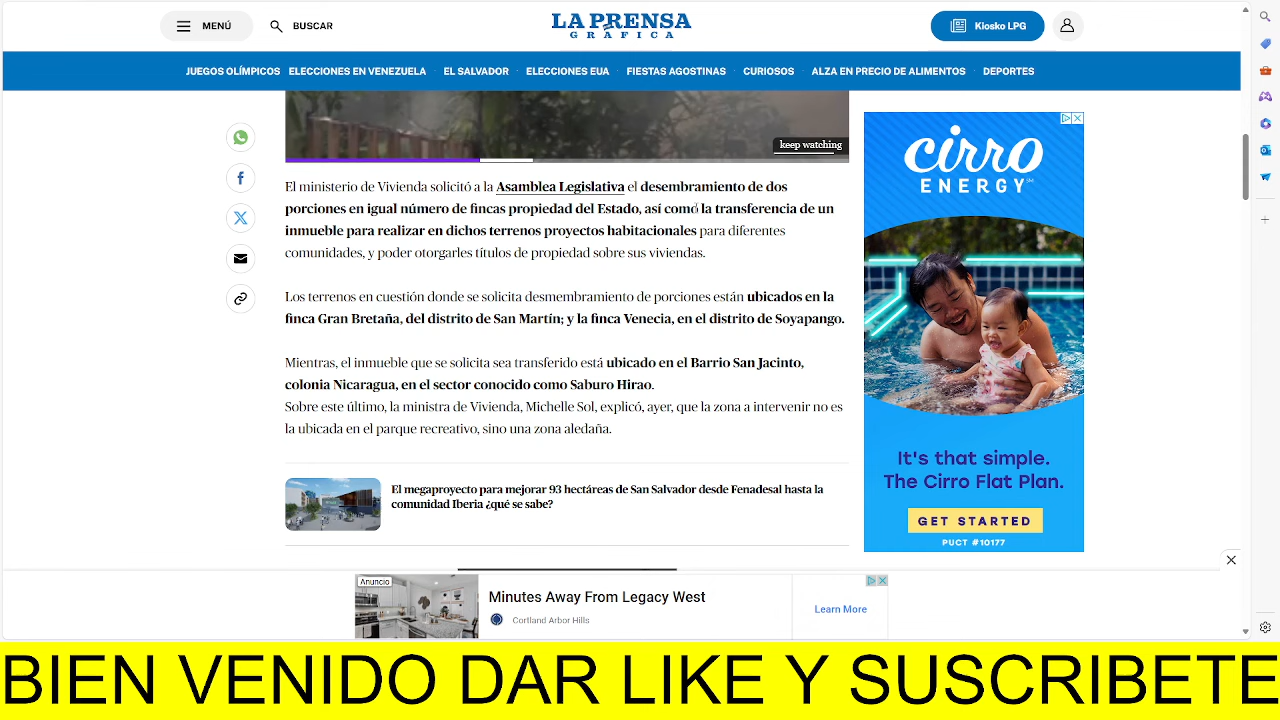 MENÚ
BUSCAR
LA PRENSA
GRAFICA
Kiosko LPG
JUEGOS OLÍMPICOS
ELECCIONES EN VENEZUELA
EL SALVADOR
ELECCIONES EUA
FIESTAS AGOSTINAS
CURIOSOS
ALZA EN PRECIO DE ALIMENTOS
DEPORTES
keep watching
El ministerio de Vivienda solicitó a la Asamblea Legislativa el desembramiento de dos
porciones en igual número de fincas propiedad del Estado, así como la transferencia de un
inmueble para realizar en dichos terrenos proyectos habitacionales para diferentes
comunidades, y poder otorgarles títulos de propiedad sobre sus viviendas.
Los terrenos en cuestión donde se solicita desmembramiento de porciones están ubicados en la
finca Gran Bretaña, del distrito de San Martín; y la finca Venecia, en el distrito de Soyapango.
Mientras, el inmueble que se solicita sea transferido está ubicado en el Barrio San Jacinto,
colonia Nicaragua, en el sector conocido como Saburo Hirao.
Sobre este último, la ministra de Vivienda, Michelle Sol, explicó, ayer, que la zona a intervenir no es
la ubicada en el parque recreativo, sino una zona aledaña.
El megaproyecto para mejorar 93 hectáreas de San Salvador desde Fenadesal hasta la
comunidad Iberia ¿qué se sabe?
cirro
ENERGY
It's that simple.
The Cirro Flat Plan.
GET STARTED
PUCT #10177
Anuncio
Minutes Away From Legacy West
Cortland Arbor Hills
Learn More
BIEN VENIDO DAR LIKE Y SUSCRIBETE